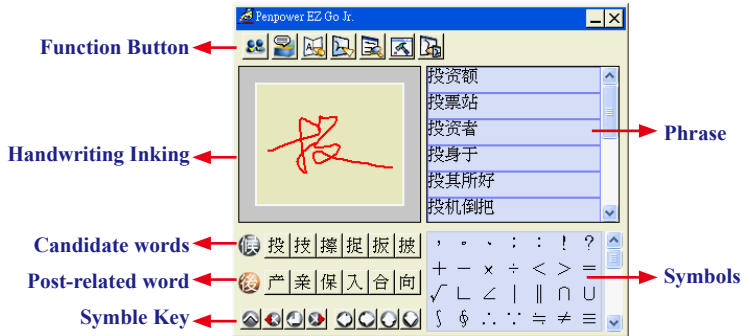 Penpower EZ Go Jr.
Function Button
Handwriting Inking
投
投资额
投票站
投资者
投身于
投其所好
投机倒把
Phrase
Candidate words
候 投 技 擦 捉 扳 披
Post-related word
後 产 亲 保 入 合 向
Symble Key
， 。 、 ； ： ！ ？
＋ － × ÷ ＜ ＞ ＝
√ ∟ ∠ ∣ ∥ ∩ ∪
∫ ∮ ∴ ∵ ≒ ≠ ≡
Symbols